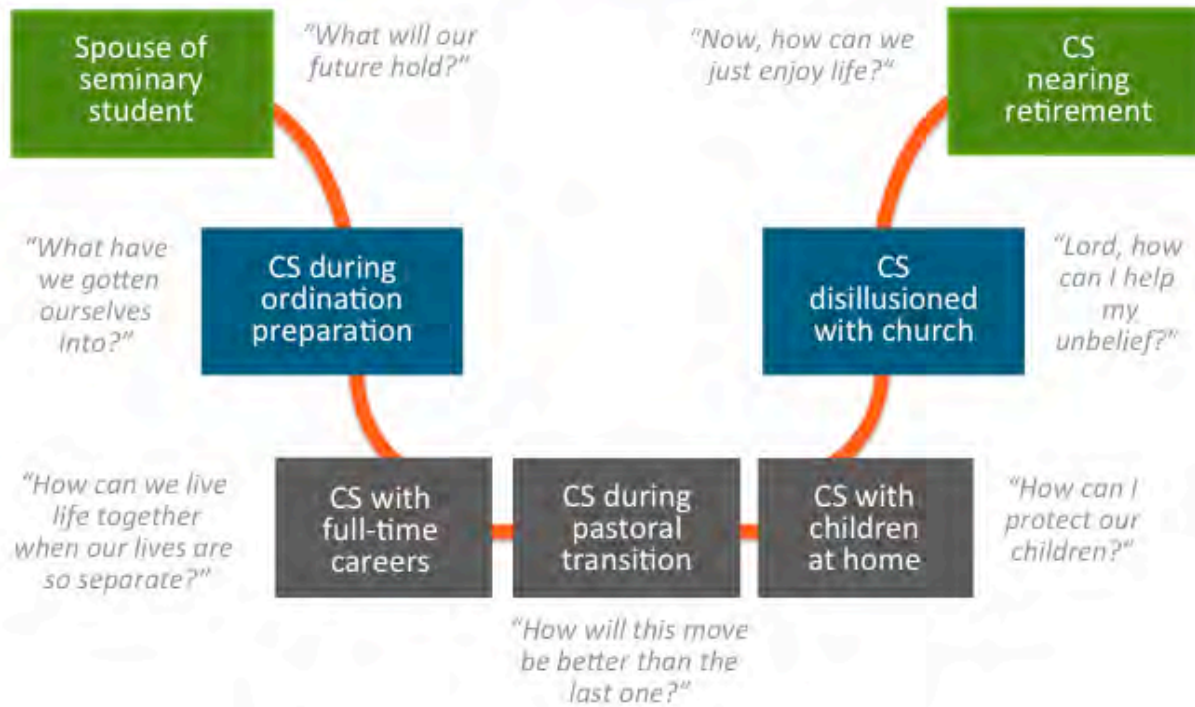 Spouse of
seminary
student
"What will our
future hold?"
"Now, how can we
just enjoy life?"
CS
nearing
retirement
"What have
we gotten
ourselves
into?"
CS during
ordination
preparation
CS
disillusioned
with church
"Lord, how
can I help
my
unbelief?"
"How can we live
life together
when our lives are
so separate?"
CS with
full-time
careers
CS during
pastoral
transition
CS with
children
at home
"How can I
protect our
children?"
"How will this move
be better than the
last one?"